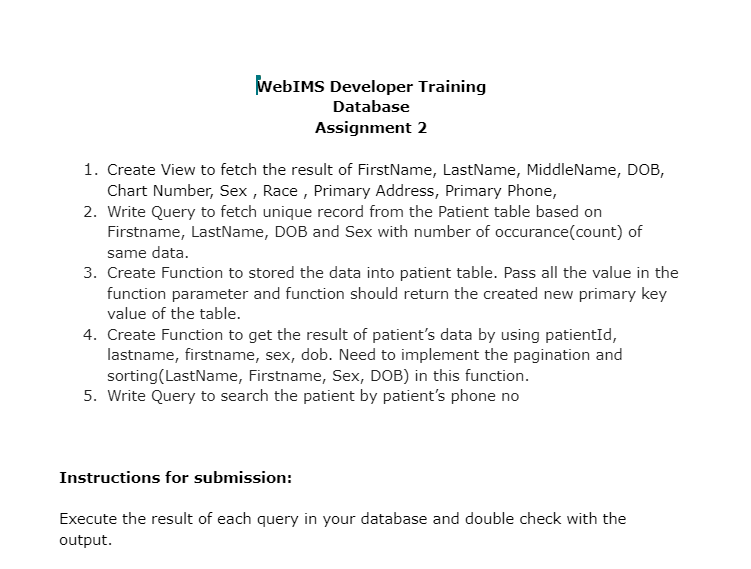 WebIMS Developer Training
Database
Assignment 2
1. Create View to fetch the result of FirstName, LastName, MiddleName, DOB,
Chart Number, Sex , Race , Primary Address, Primary Phone,
2. Write Query to fetch unique record from the Patient table based on
Firstname, LastName, DOB and Sex with number of occurance(count) of
same data.
3. Create Function to stored the data into patient table. Pass all the value in the
function parameter and function should return the created new primary key
value of the table.
4. Create Function to get the result of patient’s data by using patientId,
lastname, firstname, sex, dob. Need to implement the pagination and
sorting(LastName, Firstname, Sex, DOB) in this function.
5. Write Query to search the patient by patient’s phone no
Instructions for submission:
Execute the result of each query in your database and double check with the
output.